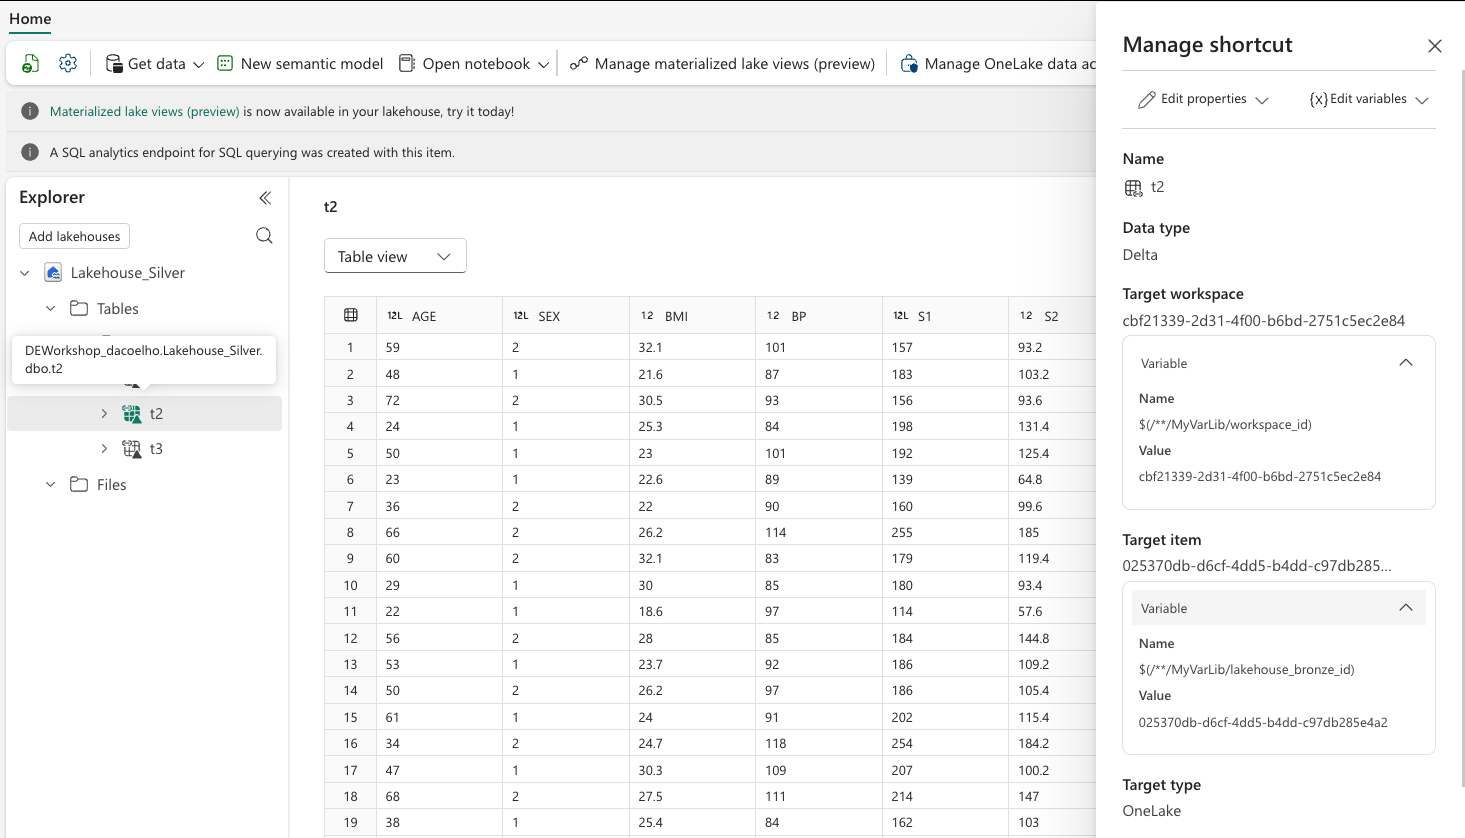 Home
Get data
New semantic model
Open notebook
Manage materialized lake views (preview)
Manage OneLake data ac
Materialized lake views (preview) is now available in your lakehouse, try it today!
A SQL analytics endpoint for SQL querying was created with this item.
Explorer
Add lakehouses
Lakehouse_Silver
Tables
DEWorkshop_dacoelho.Lakehouse_Silver.
dbo.t2
t2
t3
Files
t2
Table view
12L AGE 12L SEX 1.2 BMI 1.2 BP 12L S1 1.2 S2
1 59 2 32.1 101 157 93.2
2 48 1 21.6 87 183 103.2
3 72 2 30.5 93 156 93.6
4 24 1 25.3 84 198 131.4
5 50 1 23 101 192 125.4
6 23 1 22.6 89 139 64.8
7 36 2 22 90 160 99.6
8 66 2 26.2 114 255 185
9 60 2 32.1 83 179 119.4
10 29 1 30 85 180 93.4
11 22 1 18.6 97 114 57.6
12 56 2 28 85 184 144.8
13 53 1 23.7 92 186 109.2
14 50 2 26.2 97 186 105.4
15 61 1 24 91 202 115.4
16 34 2 24.7 118 254 184.2
17 47 1 30.3 109 207 100.2
18 68 2 27.5 111 214 147
19 38 1 25.4 84 162 103
Manage shortcut
Edit properties
{x}Edit variables
Name
t2
Data type
Delta
Target workspace
cbf21339-2d31-4f00-b6bd-2751c5ec2e84
Variable
Name
$(/**/MyVarLib/workspace_id)
Value
cbf21339-2d31-4f00-b6bd-2751c5ec2e84
Target item
025370db-d6cf-4dd5-b4dd-c97db285...
Variable
Name
$(/**/MyVarLib/lakehouse_bronze_id)
Value
025370db-d6cf-4dd5-b4dd-c97db285e4a2
Target type
OneLake